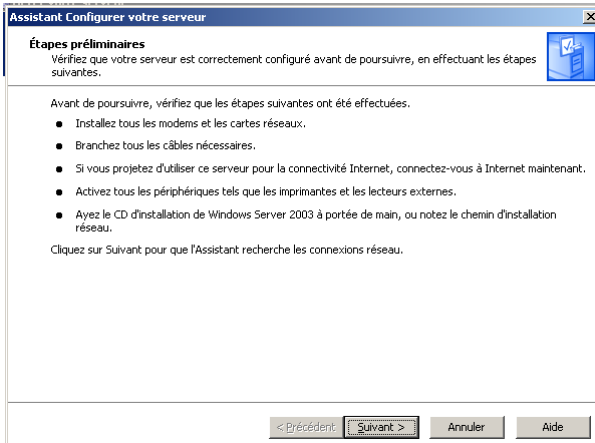 Assistant Configurer votre serveur
Étapes préliminaires
Vérifiez que votre serveur est correctement configuré avant de poursuivre, en effectuant les étapes
suivantes.
Avant de poursuivre, vérifiez que les étapes suivantes ont été effectuées.
• Installez tous les modems et les cartes réseaux.
• Branchez tous les câbles nécessaires.
• Si vous projetez d'utiliser ce serveur pour la connectivité Internet, connectez-vous à Internet maintenant.
• Activez tous les périphériques tels que les imprimantes et les lecteurs externes.
• Ayez le CD d'installation de Windows Server 2003 à portée de main, ou notez le chemin d'installation
réseau.
Cliquez sur Suivant pour que l'Assistant recherche les connexions réseau.
< Précédent Suivant > Annuler Aide